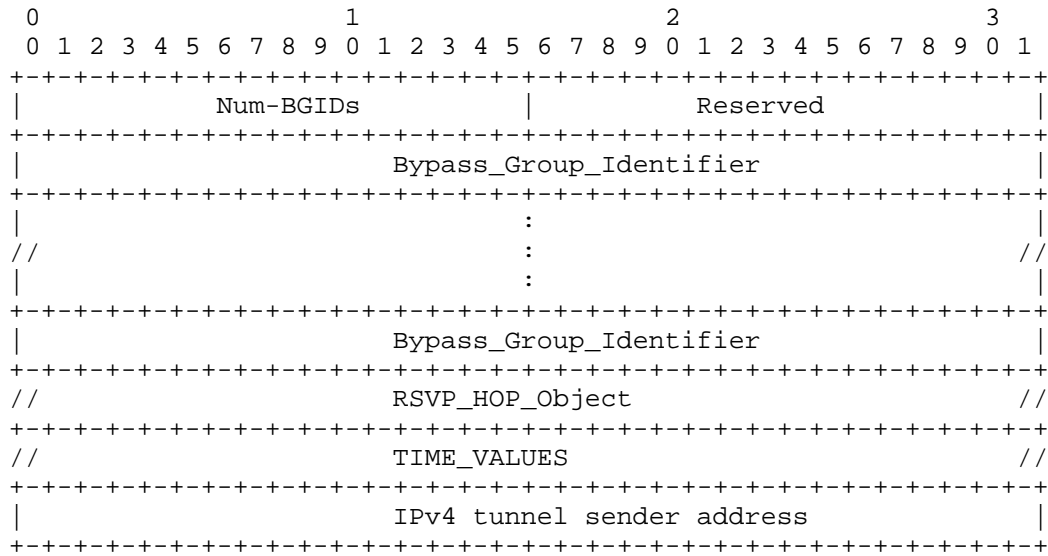 0                   1                   2                   3
 0 1 2 3 4 5 6 7 8 9 0 1 2 3 4 5 6 7 8 9 0 1 2 3 4 5 6 7 8 9 0 1
+-+-+-+-+-+-+-+-+-+-+-+-+-+-+-+-+-+-+-+-+-+-+-+-+-+-+-+-+-+-+-+-+
|            Num-BGIDs          |          Reserved             |
+-+-+-+-+-+-+-+-+-+-+-+-+-+-+-+-+-+-+-+-+-+-+-+-+-+-+-+-+-+-+-+-+
|                       Bypass_Group_Identifier                 |
+-+-+-+-+-+-+-+-+-+-+-+-+-+-+-+-+-+-+-+-+-+-+-+-+-+-+-+-+-+-+-+-+
|                               :                               |
//                              :                              //
|                               :                               |
+-+-+-+-+-+-+-+-+-+-+-+-+-+-+-+-+-+-+-+-+-+-+-+-+-+-+-+-+-+-+-+-+
|                       Bypass_Group_Identifier                 |
+-+-+-+-+-+-+-+-+-+-+-+-+-+-+-+-+-+-+-+-+-+-+-+-+-+-+-+-+-+-+-+-+
//                      RSVP_HOP_Object                        //
+-+-+-+-+-+-+-+-+-+-+-+-+-+-+-+-+-+-+-+-+-+-+-+-+-+-+-+-+-+-+-+-+
//                      TIME_VALUES                            //
+-+-+-+-+-+-+-+-+-+-+-+-+-+-+-+-+-+-+-+-+-+-+-+-+-+-+-+-+-+-+-+-+
|                       IPv4 tunnel sender address              |
+-+-+-+-+-+-+-+-+-+-+-+-+-+-+-+-+-+-+-+-+-+-+-+-+-+-+-+-+-+-+-+-+